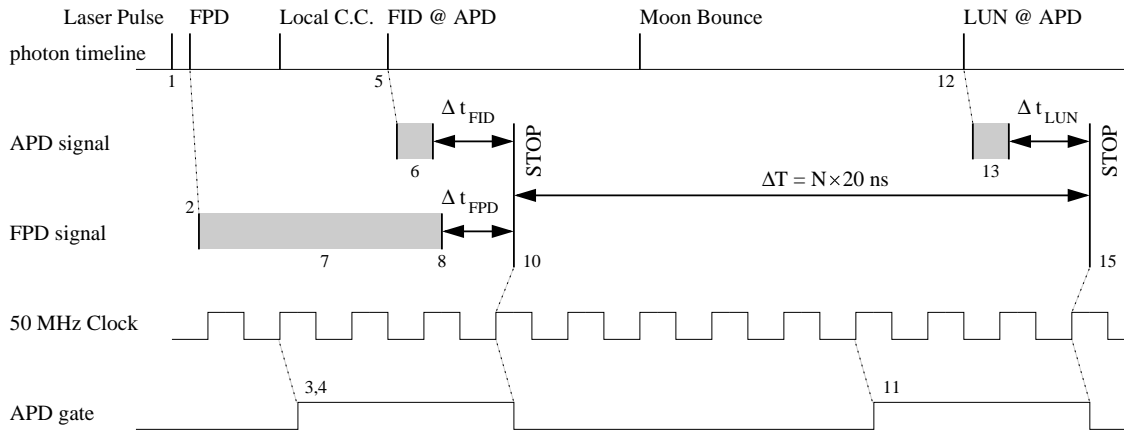 Laser Pulse FPD Local C.C. FID @ APD Moon Bounce LUN @ APD
photon timeline
1 5 12
Δ t FID Δ t LUN
APD signal STOP STOP
6 13
ΔT = N×20 ns
2 Δ t FPD
FPD signal
7 8 10 15
50 MHz Clock
3,4 11
APD gate